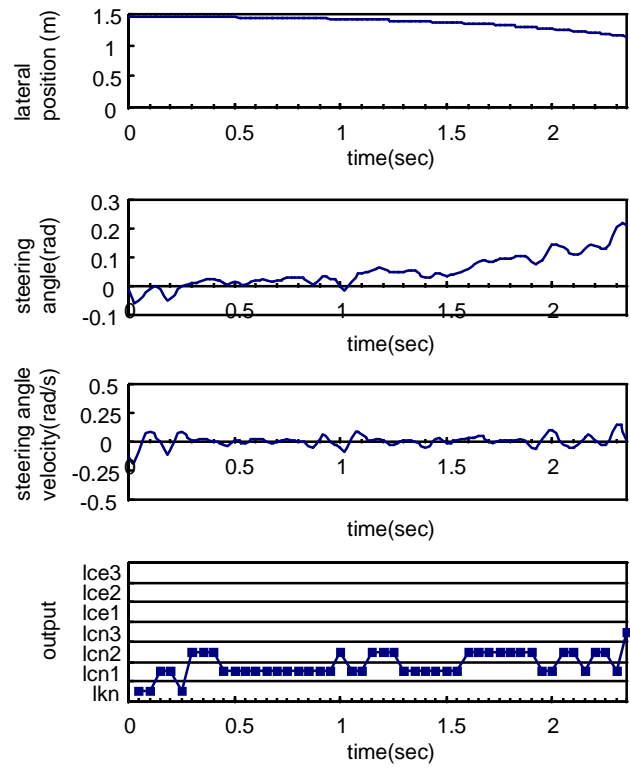 lateral
position (m)
1.5
1
0.5
0
0
0.5
1
1.5
2
time(sec)
steering
angle(rad)
0.3
0.2
0.1
0
-0.1
0
0.5
1
1.5
2
time(sec)
steering angle
velocity(rad/s)
0.5
0.25
0
-0.25
-0.5
0
0.5
1
1.5
2
time(sec)
output
lce3
lce2
lce1
lcn3
lcn2
lcn1
lkn
0
0.5
1
1.5
2
time(sec)